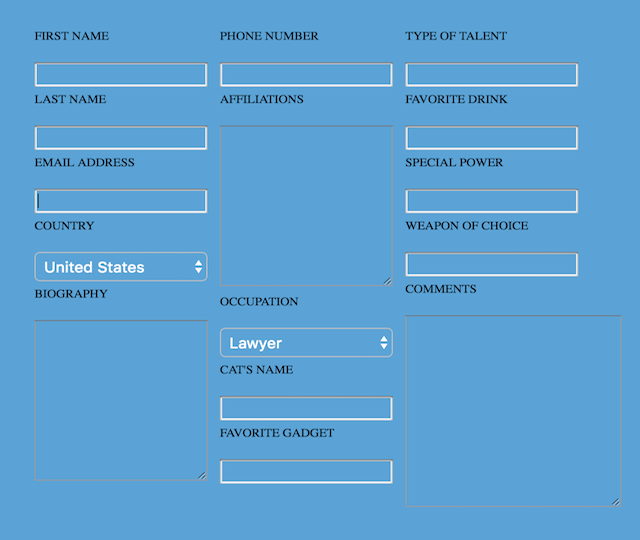 FIRST NAME
LAST NAME
EMAIL ADDRESS
COUNTRY
United States
BIOGRAPHY
PHONE NUMBER
AFFILIATIONS
OCCUPATION
Lawyer
CAT'S NAME
FAVORITE GADGET
TYPE OF TALENT
FAVORITE DRINK
SPECIAL POWER
WEAPON OF CHOICE
COMMENTS